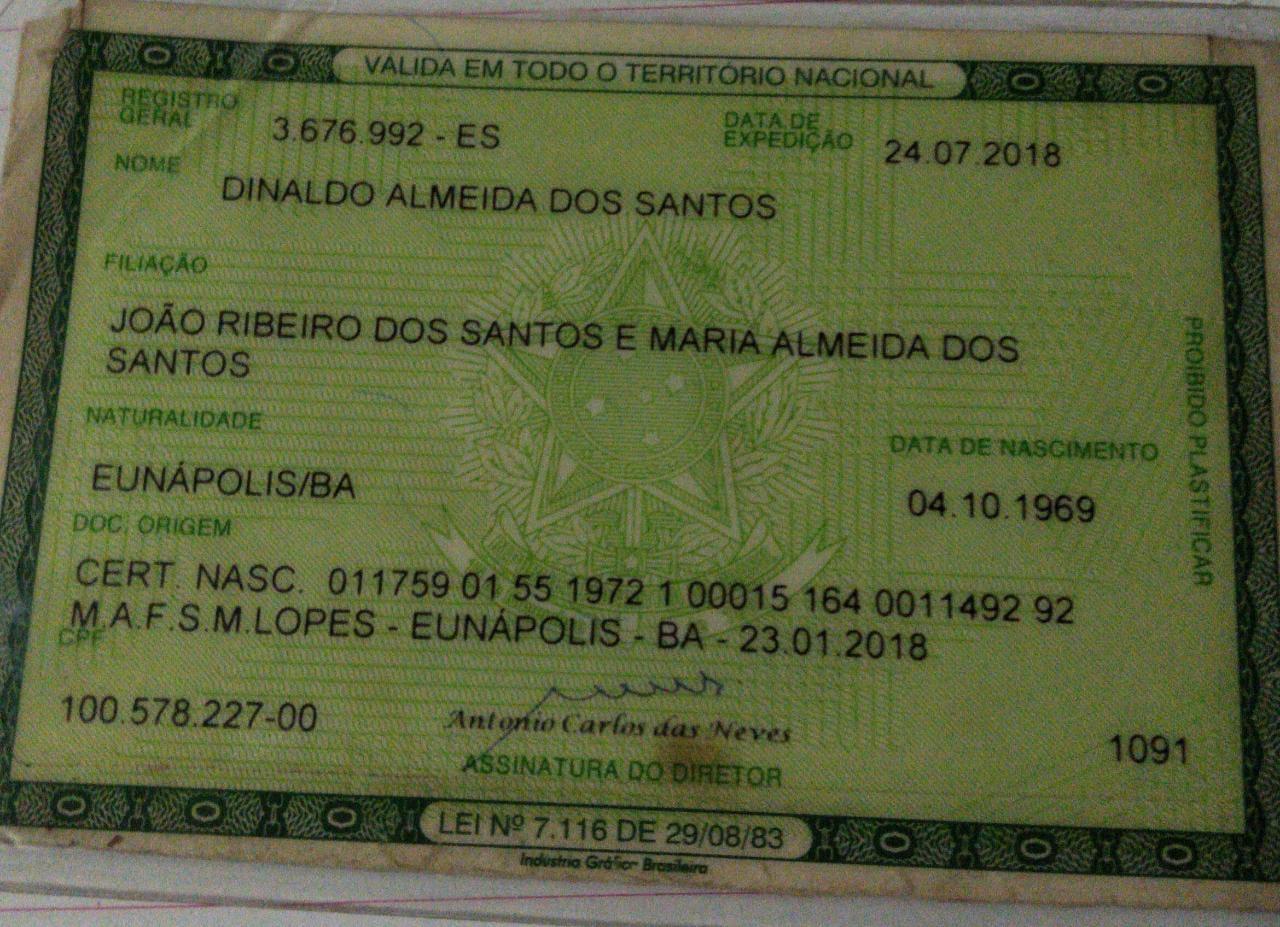 VÁLIDA EM TODO O TERRITÓRIO NACIONAL
REGISTRO GERAL 3.676.992 - ES
DATA DE EXPEDIÇÃO 24.07.2018
NOME
DINALDO ALMEIDA DOS SANTOS
FILIAÇÃO
JOÃO RIBEIRO DOS SANTOS E MARIA ALMEIDA DOS
SANTOS
NATURALIDADE
EUNÁPOLIS/BA
DATA DE NASCIMENTO
04.10.1969
DOC. ORIGEM
CERT. NASC. 011759 01 55 1972 1 00015 164 0011492 92
M.A.F.S.M.LOPES - EUNÁPOLIS - BA - 23.01.2018
CPF
100.578.227-00
Antonio Carlos das Neves
1091
ASSINATURA DO DIRETOR
LEI Nº 7.116 DE 29/08/83
Indústria Gráfica Brasileira
PROIBIDO PLASTIFICAR